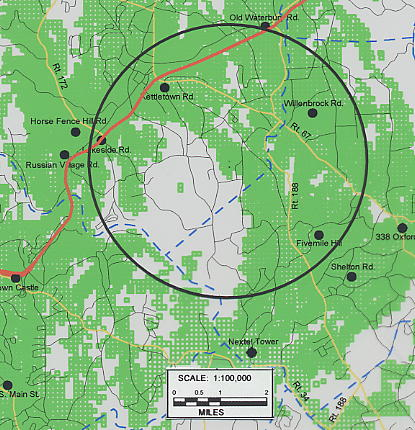 Old Waterbury Rd.
Rt. 172
Kettletown Rd.
Willenbrock Rd.
Horse Fence Hill Rd
Rt. 67
Lakeside Rd.
Russian Village Rd.
Rt. 188
Fivemile Hill
338 Oxford
Shelton Rd.
own Castle
Nextel Tower
SCALE: 1:100,000
0 0.5 1 2
MILES
S. Main St.
Rt. 34
Rt. 188